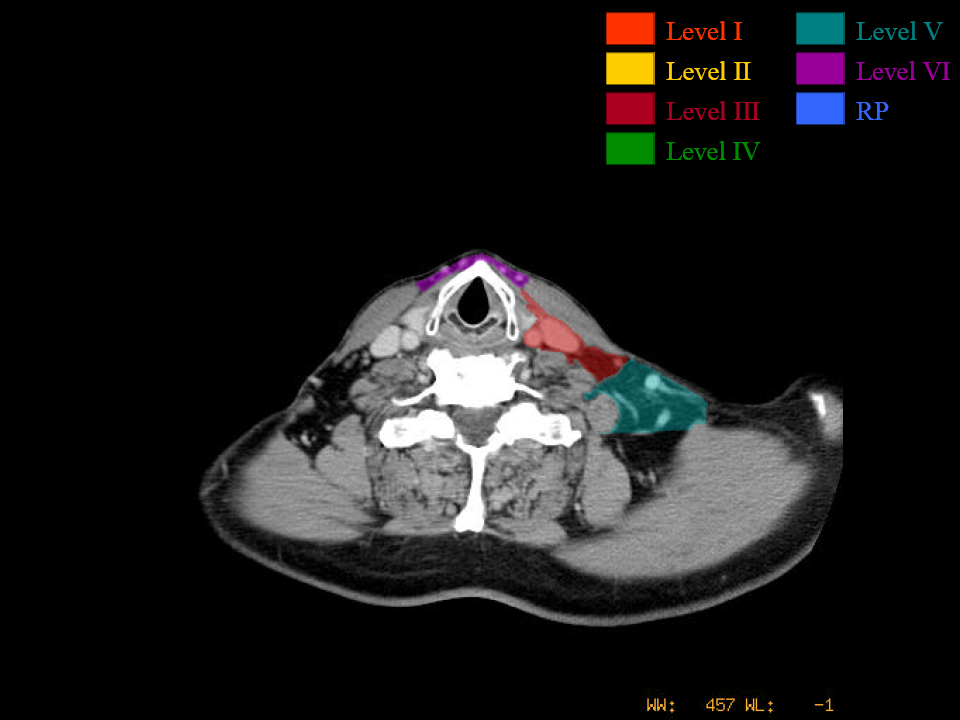 Level I
Level II
Level III
Level IV
Level V
Level VI
RP
WW: 457 WL: -1